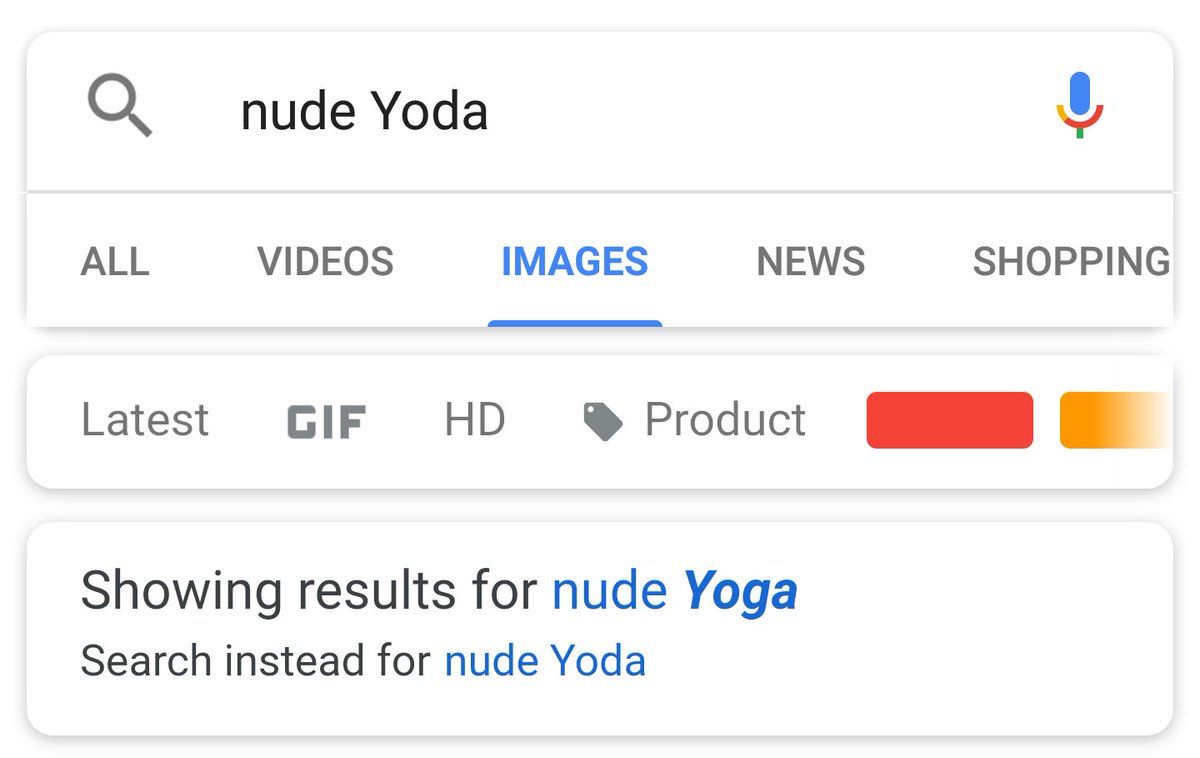 nude Yoda
ALL VIDEOS IMAGES NEWS SHOPPING
Latest GIF HD Product
Showing results for nude Yoga
Search instead for nude Yoda